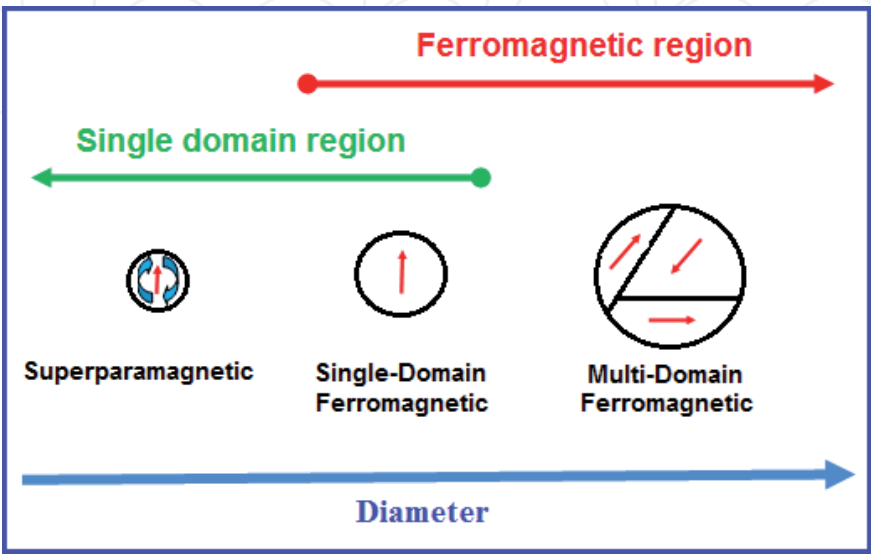 Ferromagnetic region
Single domain region
Superparamagnetic
Single-Domain
Ferromagnetic
Multi-Domain
Ferromagnetic
Diameter